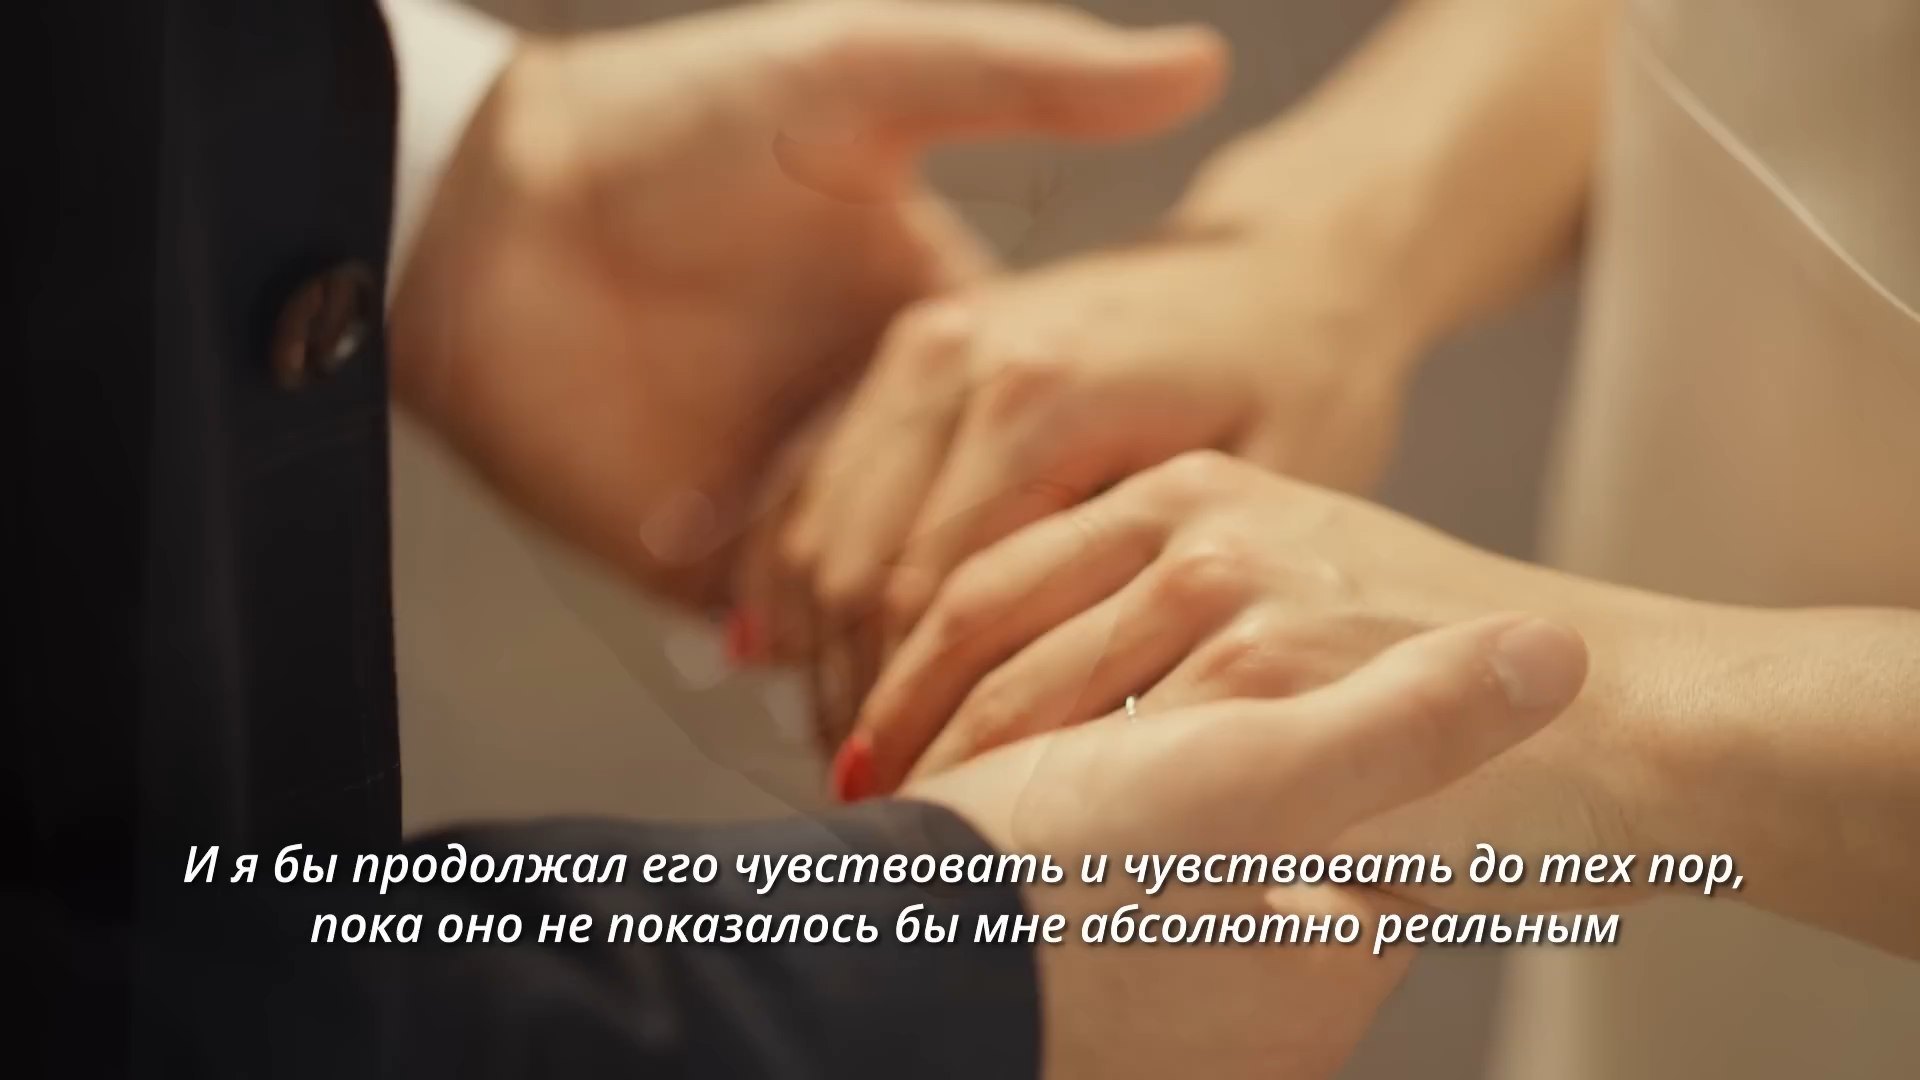 И я бы продолжал его чувствовать и чувствовать до тех пор,
пока оно не показалось бы мне абсолютно реальным